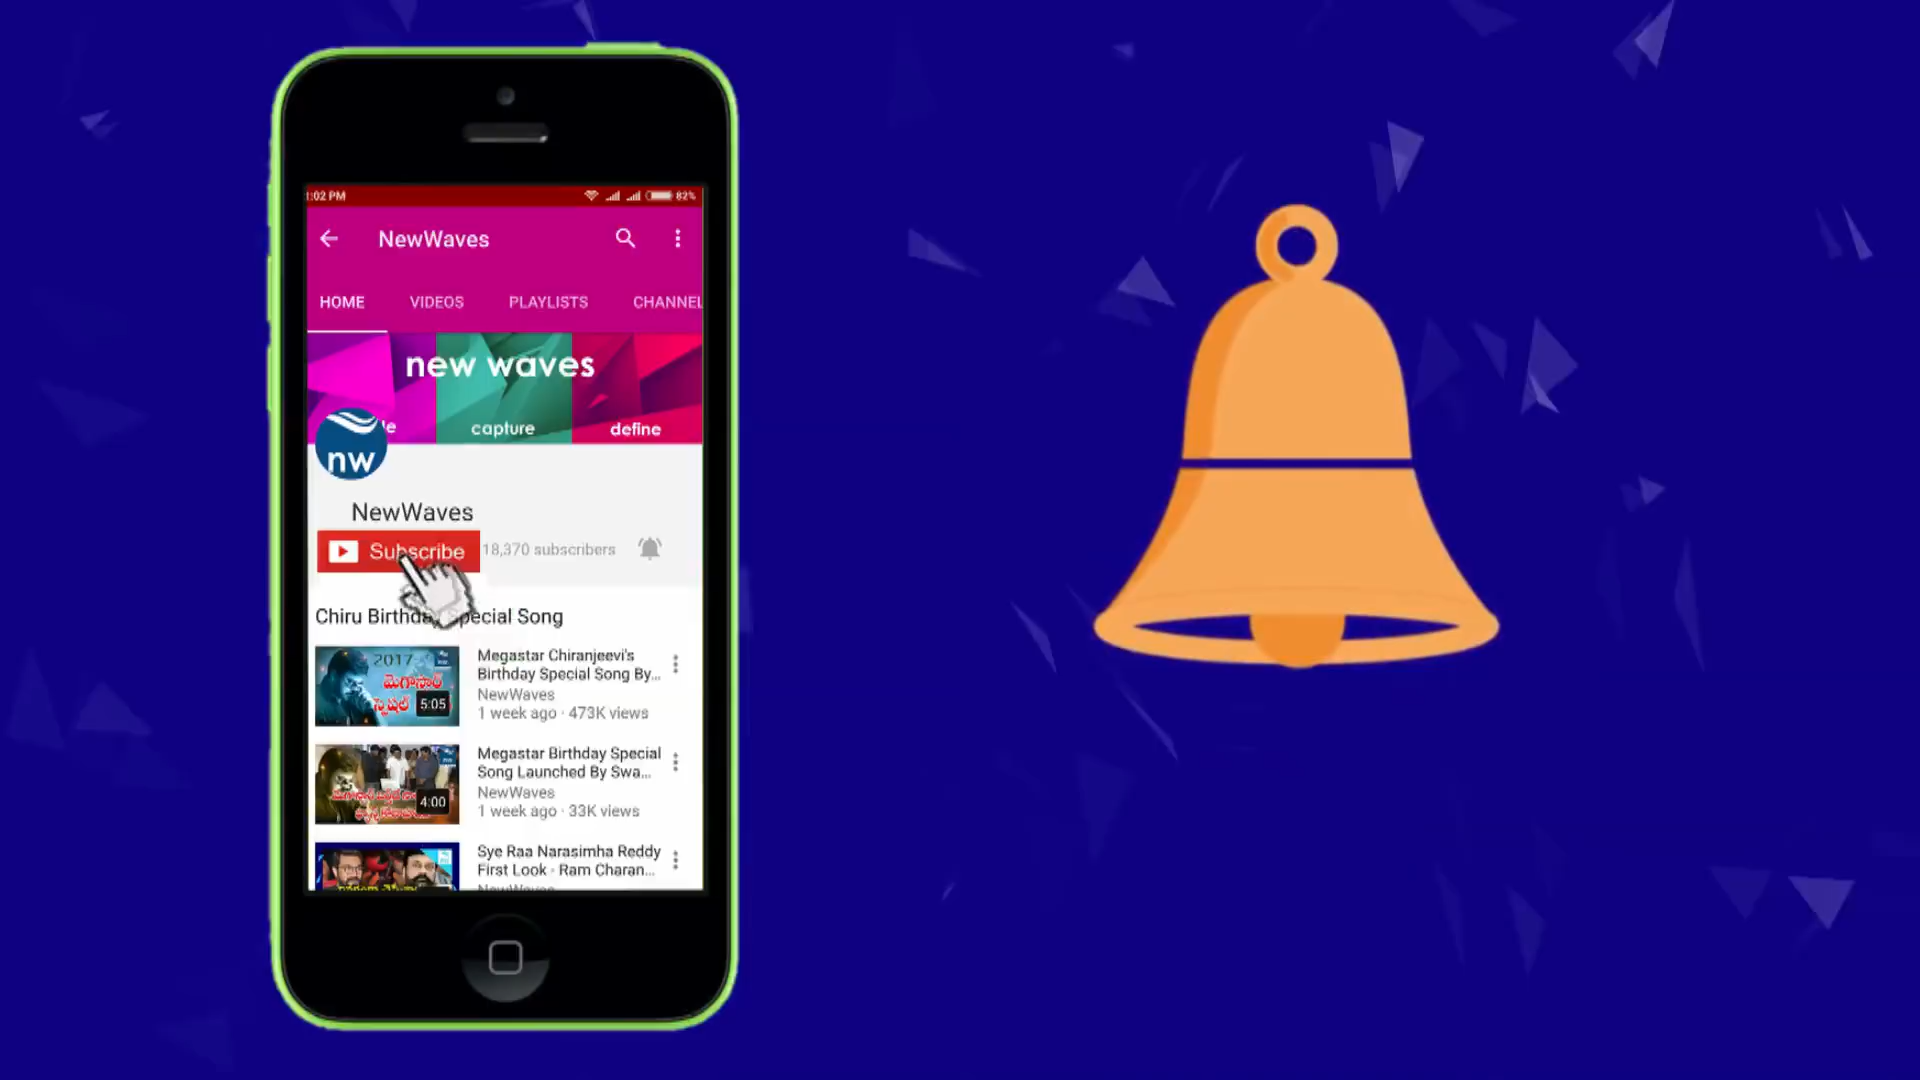 1:02 PM
82%
NewWaves
HOME VIDEOS PLAYLISTS CHANNEL
new waves
capture define
nw
NewWaves
Subscribe 18,370 subscribers
Chiru Birthday Special Song
2017
మెగాస్టార్
స్పెషల్
5:05
Megastar Chiranjeevi's
Birthday Special Song By...
NewWaves
1 week ago · 473K views
4:00
Megastar Birthday Special
Song Launched By Swa...
NewWaves
1 week ago · 33K views
Sye Raa Narasimha Reddy
First Look - Ram Charan...
NewWaves